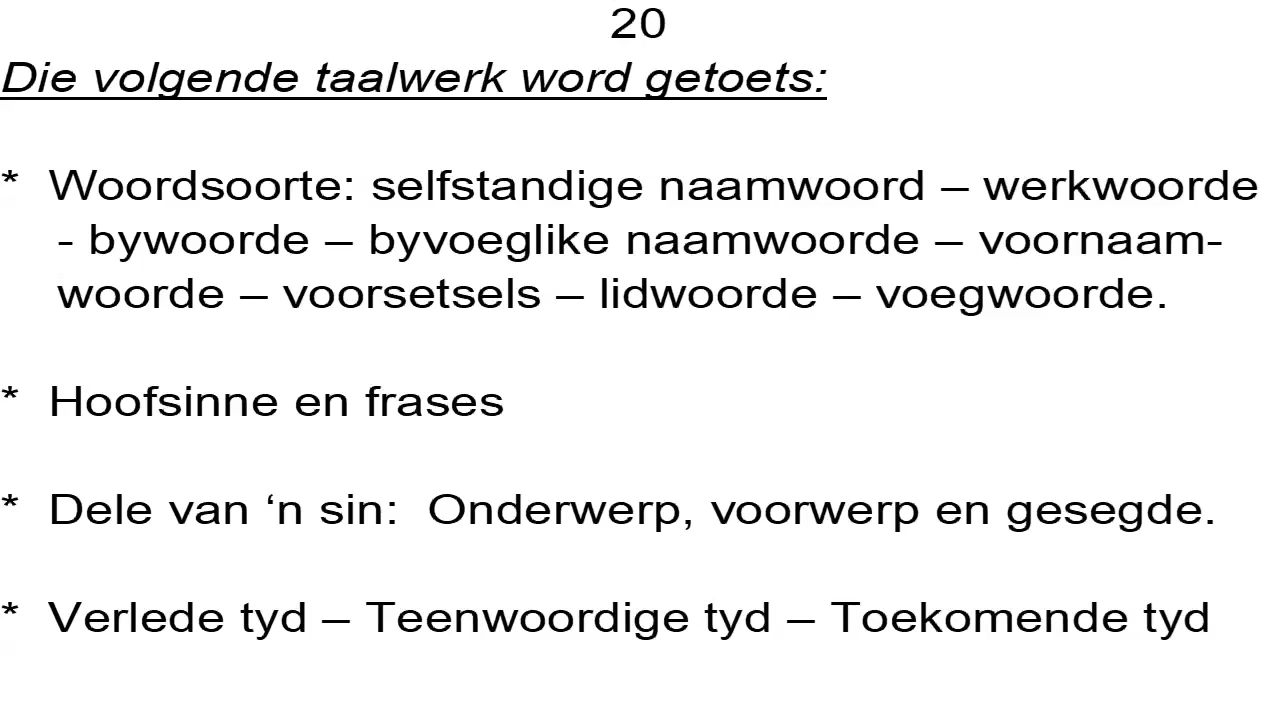 20
Die volgende taalwerk word getoets:
* Woordsoorte: selfstandige naamwoord – werkwoorde
- bywoorde – byvoeglike naamwoorde – voornaam-
woorde – voorsetsels – lidwoorde – voegwoorde.
* Hoofsinne en frases
* Dele van ‘n sin: Onderwerp, voorwerp en gesegde.
* Verlede tyd – Teenwoordige tyd – Toekomende tyd